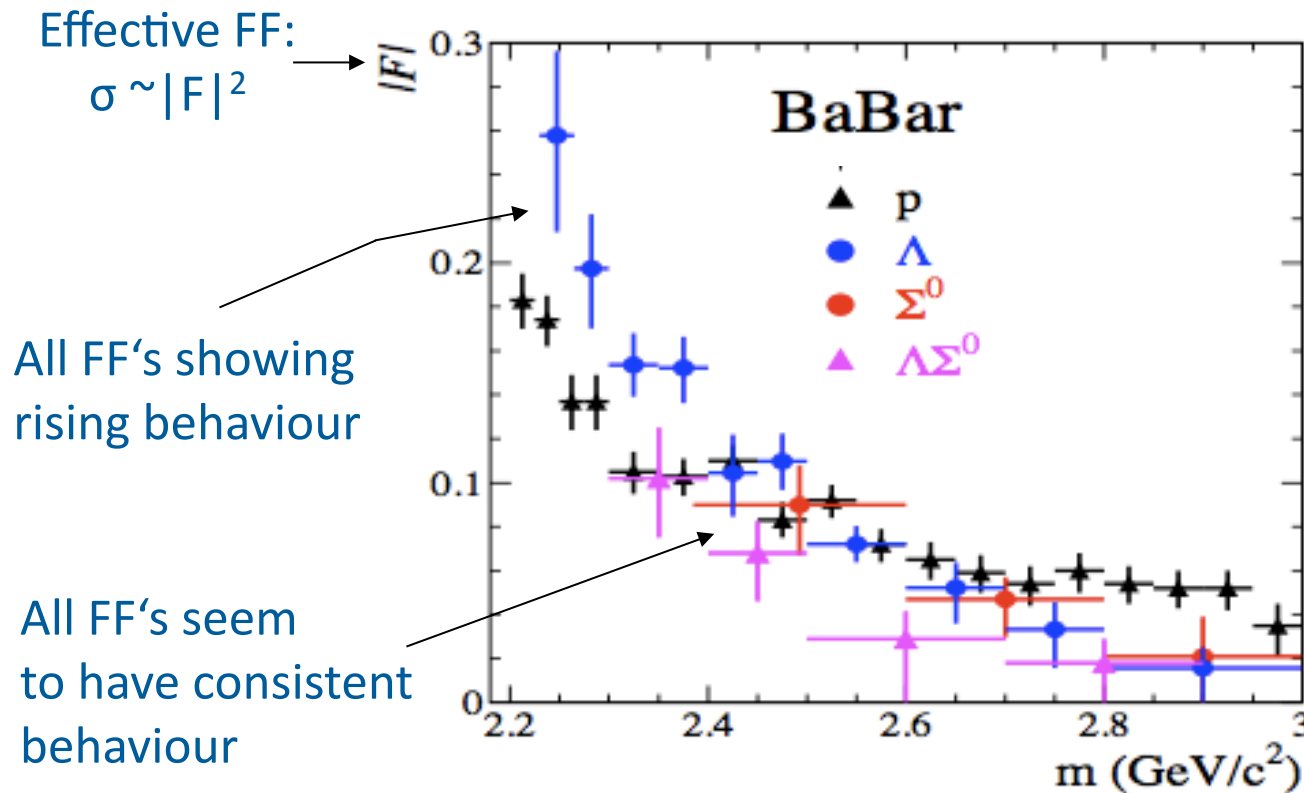 Effective FF:
σ ~|F|²
|F|
0.3
0.2
0.1
0
BaBar
p
Λ
Σ⁰
ΛΣ⁰
All FF‘s showing
rising behaviour
All FF‘s seem
to have consistent
behaviour
2.2 2.4 2.6 2.8 3
m (GeV/c²)